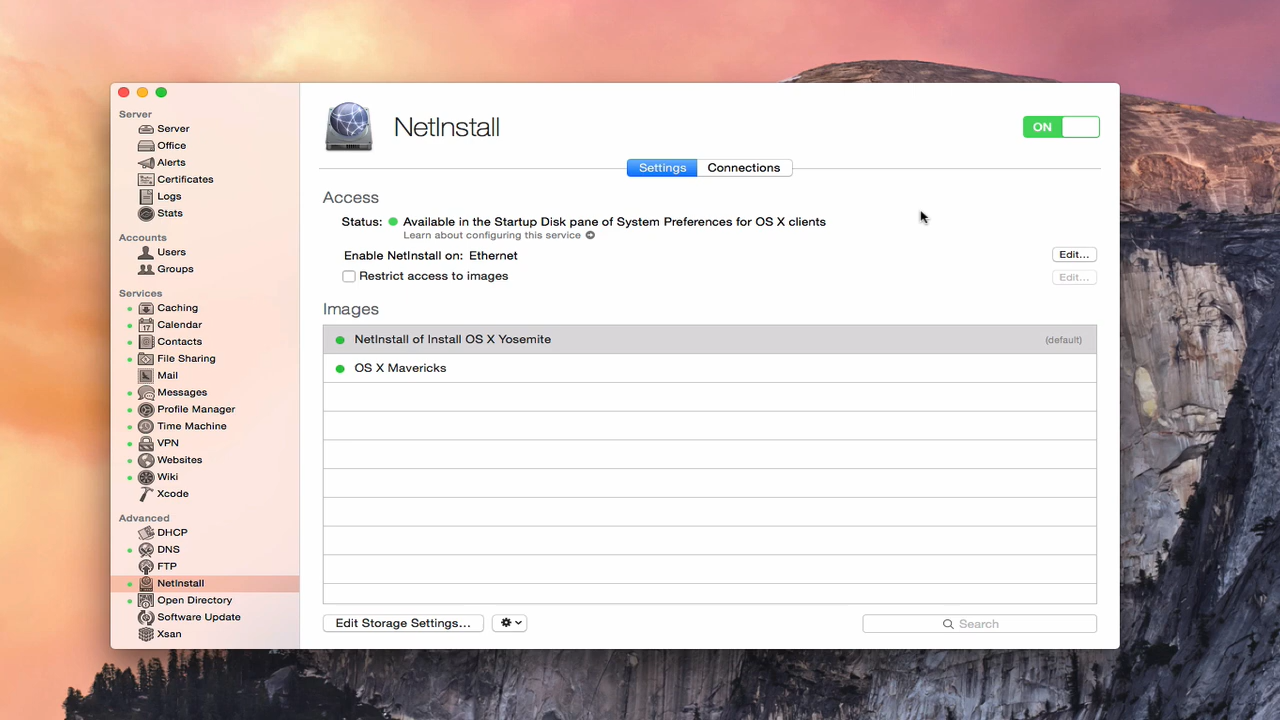 Server
Server
Office
Alerts
Certificates
Logs
Stats
Accounts
Users
Groups
Services
Caching
17
Calendar
Contacts
File Sharing
Mail
Messages
Profile Manager
Time Machine
VPN
Websites
Wiki
Xcode
Advanced
DHCP
DNS
FTP
NetInstall
Open Directory
Software Update
Xsan
NetInstall
ON
Settings Connections
Access
Status: Available in the Startup Disk pane of System Preferences for OS X clients
Learn about configuring this service
Enable NetInstall on: Ethernet Edit...
Restrict access to images Edit...
Images
NetInstall of Install OS X Yosemite (default)
OS X Mavericks
Edit Storage Settings... Search